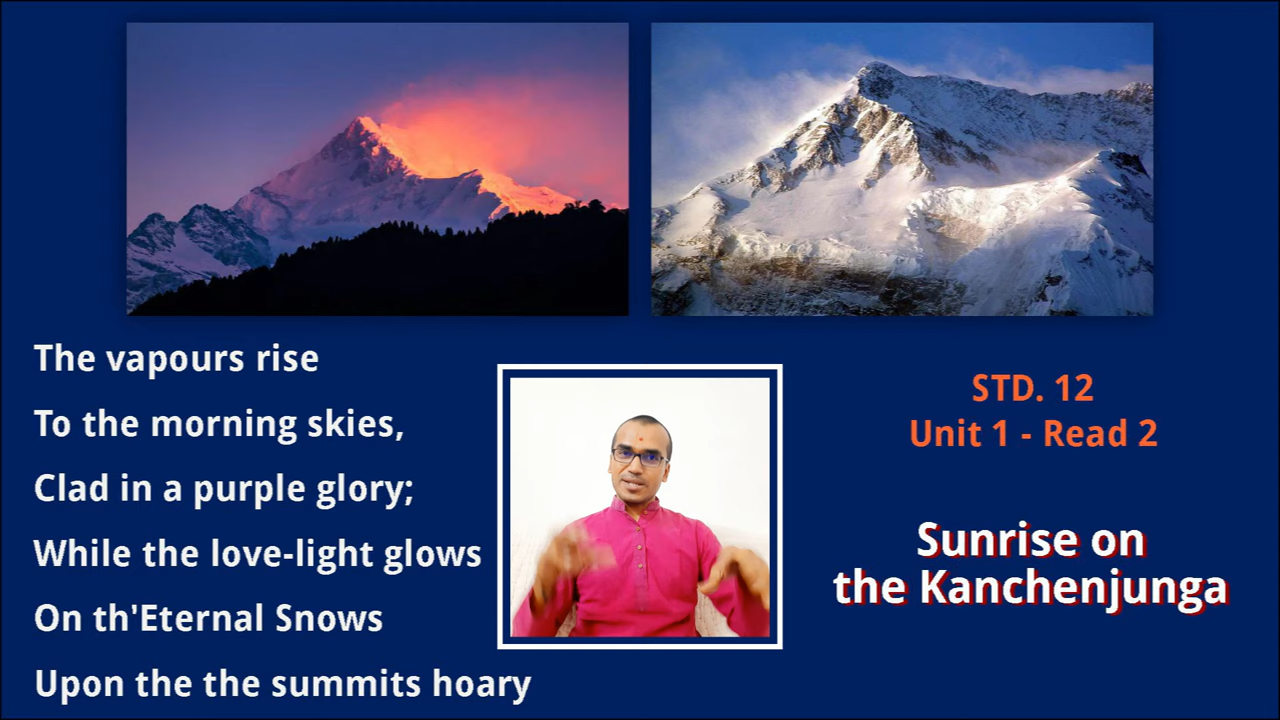 The vapours rise
To the morning skies,
Clad in a purple glory;
While the love-light glows
On th'Eternal Snows
Upon the the summits hoary
STD. 12
Unit 1 - Read 2
Sunrise on
the Kanchenjunga